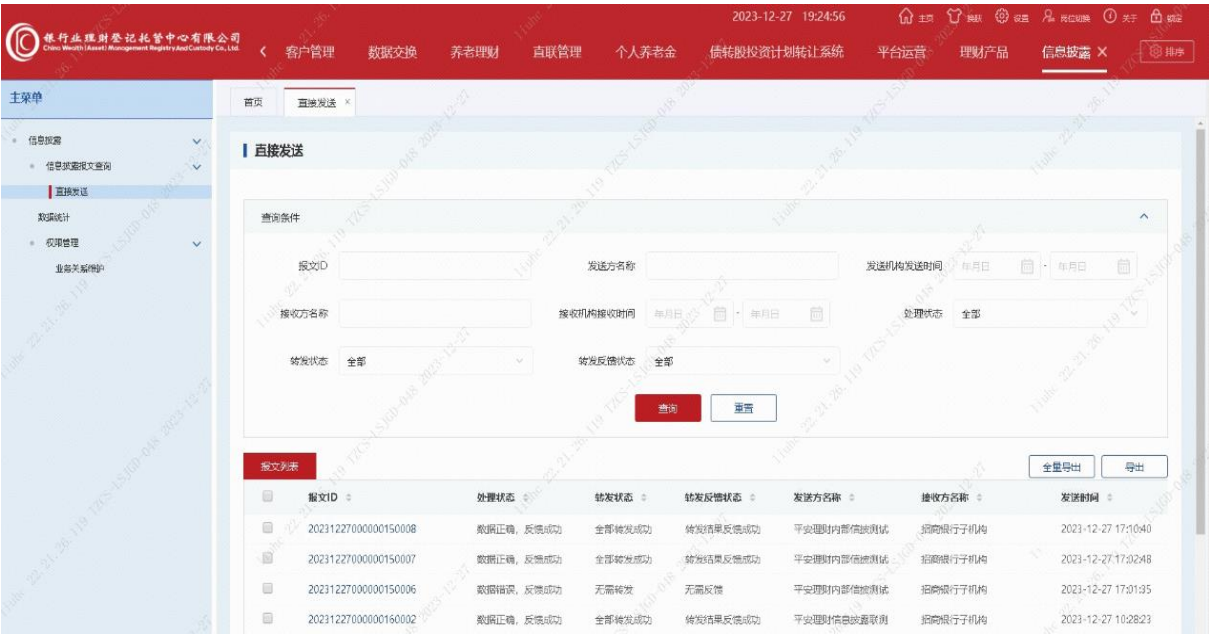 2023-12-27 19:24:56 主页 换肤 设置 岗位切换 关于 锁定
银行业理财登记托管中心有限公司
China Wealth (Asset) Management Registry And Custody Co., Ltd.
客户管理 数据交换 养老理财 直联管理 个人养老金 债转股投资计划转让系统 平台运营 理财产品 信息披露 × 排序
主菜单
首页 直接发送 ×
信息披露
信息披露报文查询
直接发送
数据统计
权限管理
业务关系维护
直接发送
查询条件
报文ID 发送方名称 发送机构发送时间 年月日 - 年月日
接收方名称 接收机构接收时间 年月日 - 年月日 处理状态 全部
转发状态 全部 转发反馈状态 全部
查询 重置
报文列表 全量导出 导出
报文ID 处理状态 转发状态 转发反馈状态 发送方名称 接收方名称 发送时间
20231227000000150008 数据正确，反馈成功 全部转发成功 转发结果反馈成功 平安理财内部信披测试 招商银行子机构 2023-12-27 17:10:40
20231227000000150007 数据正确，反馈成功 全部转发成功 转发结果反馈成功 平安理财内部信披测试 招商银行子机构 2023-12-27 17:02:48
20231227000000150006 数据错误，反馈成功 无需转发 无需反馈 平安理财内部信披测试 招商银行子机构 2023-12-27 17:01:35
20231227000000160002 数据正确，反馈成功 全部转发成功 转发结果反馈成功 平安理财信息披露联测 招商银行子机构 2023-12-27 10:28:23